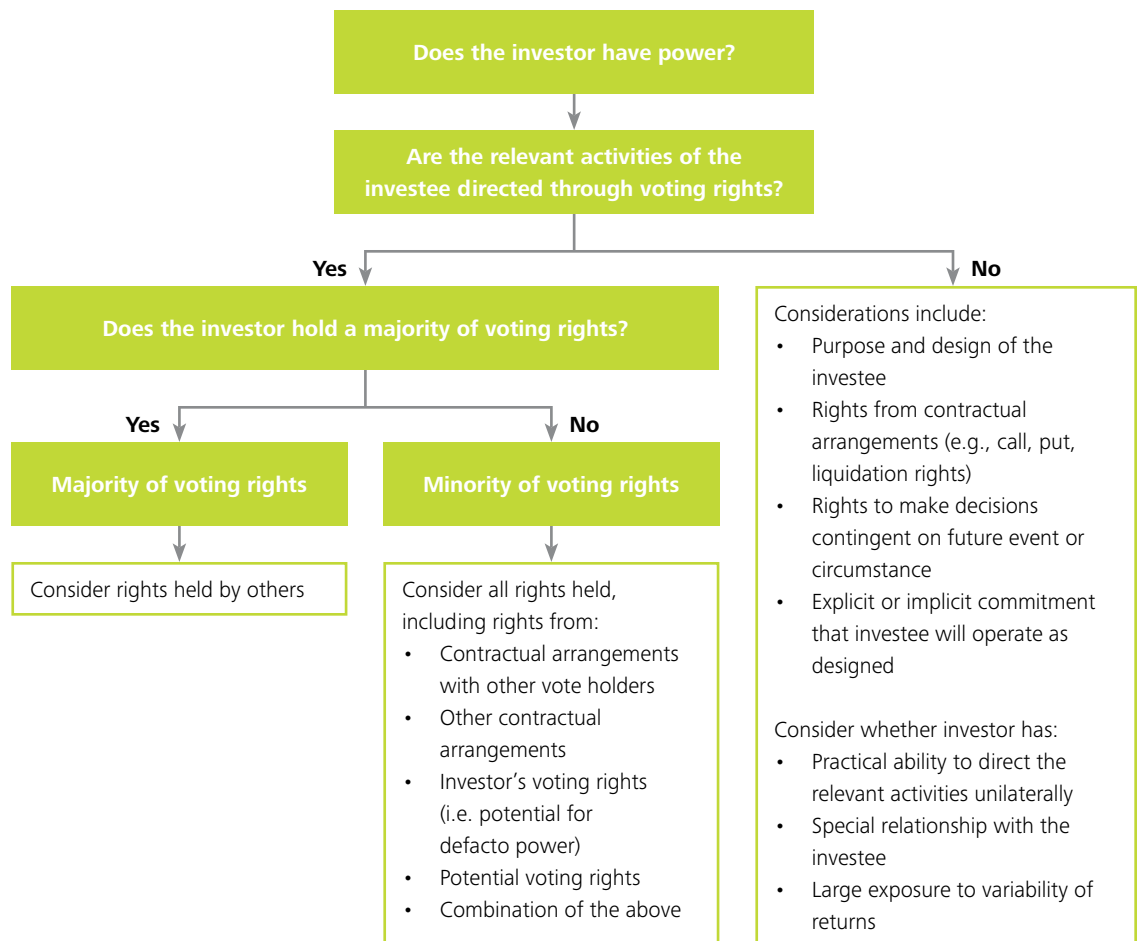 Does the investor have power?
Are the relevant activities of the
investee directed through voting rights?
Yes
No
Does the investor hold a majority of voting rights?
Yes
No
Majority of voting rights
Minority of voting rights
Consider rights held by others
Consider all rights held,
including rights from:
• Contractual arrangements
with other vote holders
• Other contractual
arrangements
• Investor’s voting rights
(i.e. potential for
defacto power)
• Potential voting rights
• Combination of the above
Considerations include:
• Purpose and design of the
investee
• Rights from contractual
arrangements (e.g., call, put,
liquidation rights)
• Rights to make decisions
contingent on future event or
circumstance
• Explicit or implicit commitment
that investee will operate as
designed
Consider whether investor has:
• Practical ability to direct the
relevant activities unilaterally
• Special relationship with the
investee
• Large exposure to variability of
returns